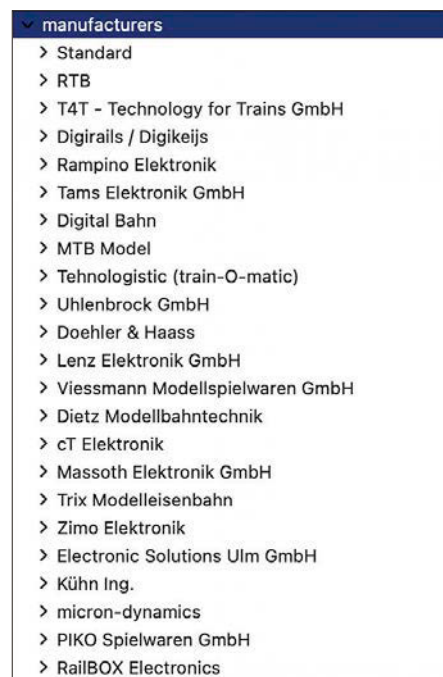 manufacturers
Standard
RTB
T4T - Technology for Trains GmbH
Digirails / Digikeijs
Rampino Elektronik
Tams Elektronik GmbH
Digital Bahn
MTB Model
Tehnologistic (train-O-matic)
Uhlenbrock GmbH
Doehler & Haass
Lenz Elektronik GmbH
Viessmann Modellspielwaren GmbH
Dietz Modellbahntechnik
cT Elektronik
Massoth Elektronik GmbH
Trix Modelleisenbahn
Zimo Elektronik
Electronic Solutions Ulm GmbH
Kühn Ing.
micron-dynamics
PIKO Spielwaren GmbH
RailBOX Electronics